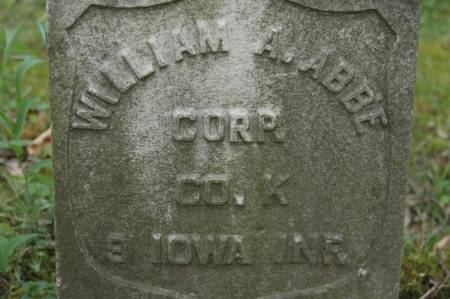 WILLIAM A. ABBE
CORP.
CO. K
9 IOWA INF.